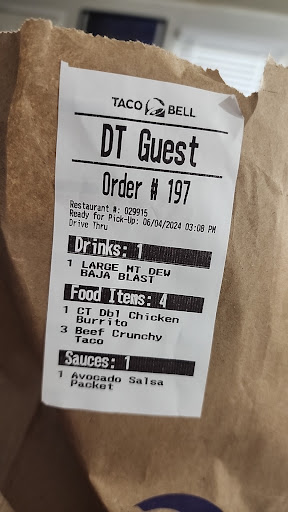 TACO BELL
DT Guest
Order # 197
Restaurant #: 029915
Ready for Pick-Up: 06/04/2024 03:08 PM
Drive Thru
Drinks: 1
1 LARGE MT DEW
BAJA BLAST
Food Items: 4
1 CT Dbl Chicken
Burrito
3 Beef Crunchy
Taco
Sauces: 1
1 Avocado Salsa
Packet